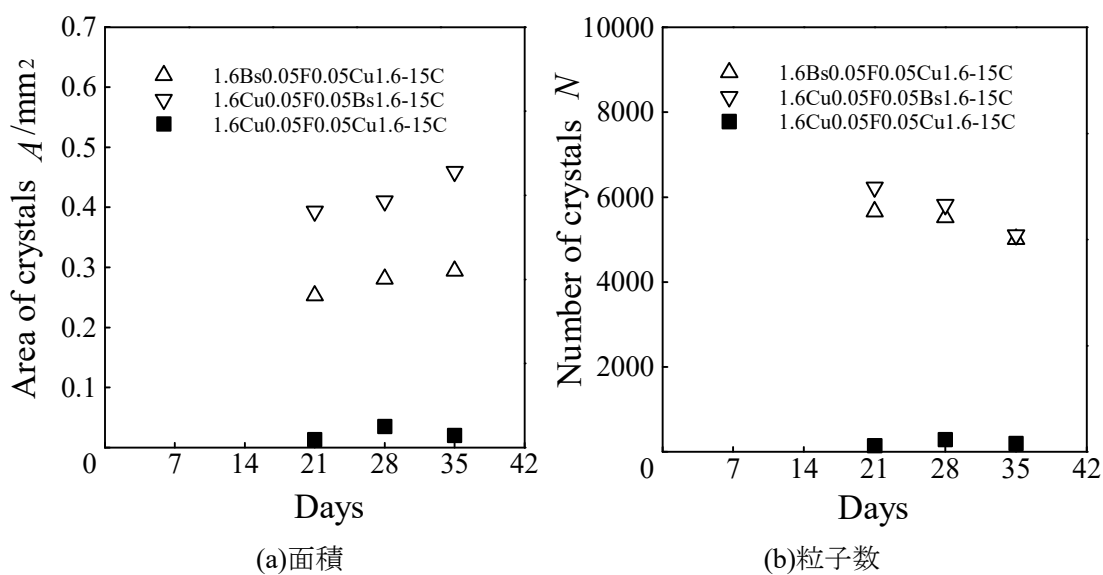 0.7
0.6
0.5
0.4
0.3
0.2
0.1
0
7
14
21
28
35
42
Area of crystals A /mm2
Days
1.6Bs0.05F0.05Cu1.6-15C
1.6Cu0.05F0.05Bs1.6-15C
1.6Cu0.05F0.05Cu1.6-15C
(a)面積
10000
8000
6000
4000
2000
0
7
14
21
28
35
42
Number of crystals N
Days
1.6Bs0.05F0.05Cu1.6-15C
1.6Cu0.05F0.05Bs1.6-15C
1.6Cu0.05F0.05Cu1.6-15C
(b)粒子数